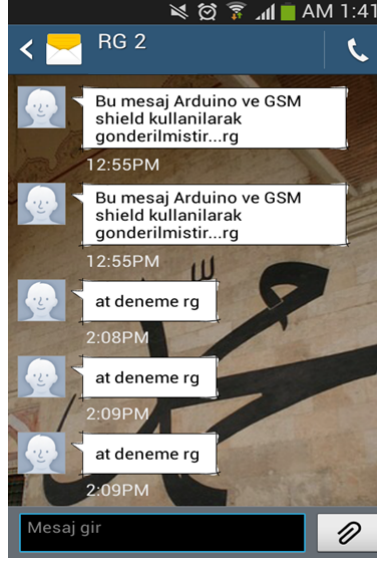 AM 1:41
RG 2
Bu mesaj Arduino ve GSM
shield kullanilarak
gonderilmistir...rg
12:55PM
Bu mesaj Arduino ve GSM
shield kullanilarak
gonderilmistir...rg
12:55PM
at deneme rg
2:08PM
at deneme rg
2:09PM
at deneme rg
2:09PM
Mesaj gir